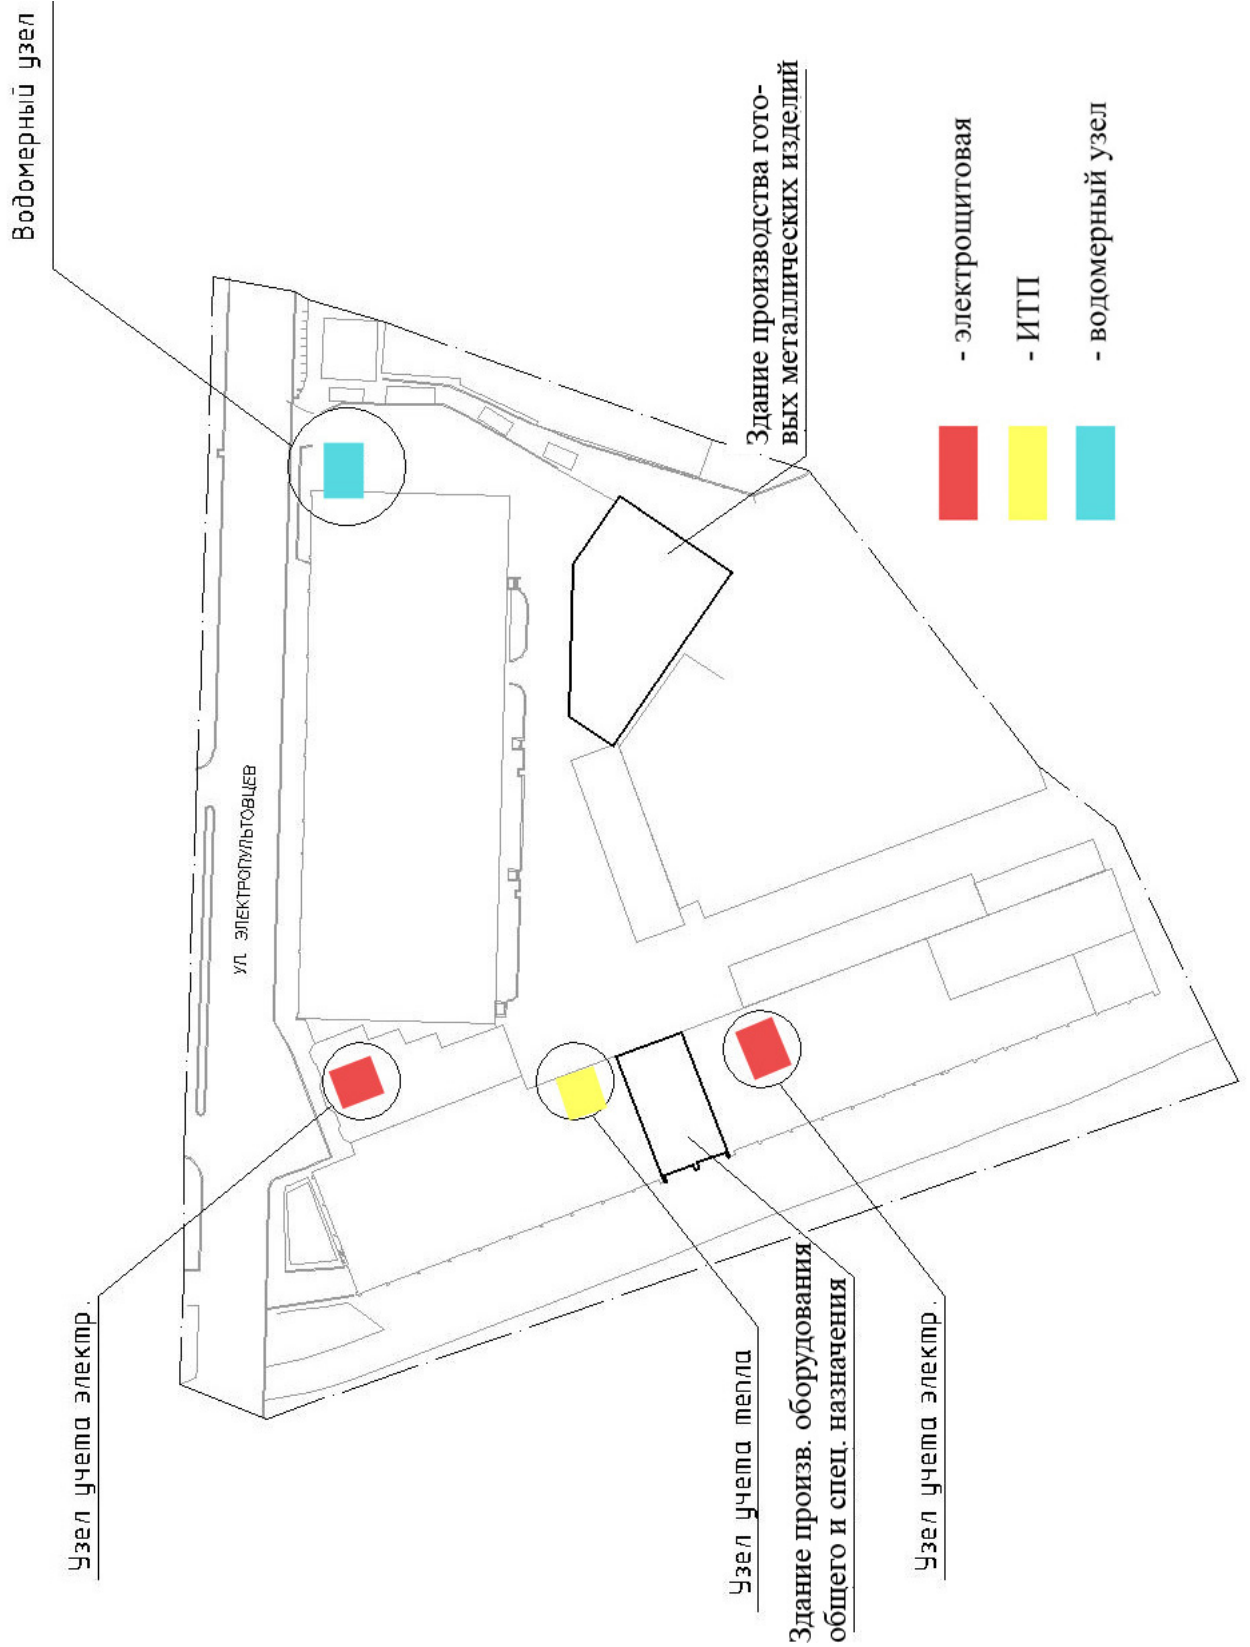 Узел учета электр.
Водомерный узел
УЛ. ЭЛЕКТРОПУЛЬТОВЦЕВ
Узел учета тепла
Здание произв. оборудования
общего и спец. назначения
Узел учета электр.
Здание производства гото-
вых металлических изделий
- электрощитовая
- ИТП
- водомерный узел